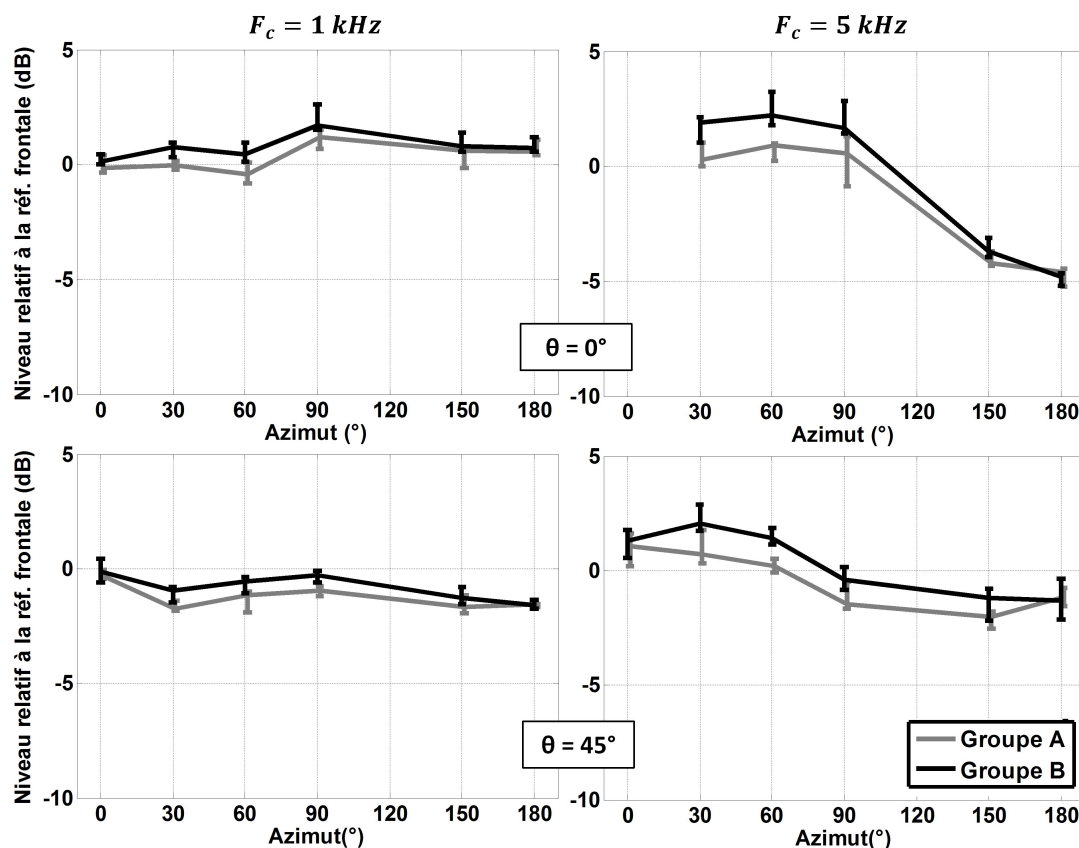 F_c = 1 kHz
F_c = 5 kHz
Niveau relatif à la réf. frontale (dB)
5
0
-5
-10
0 30 60 90 120 150 180
Azimut (°)
5
0
-5
-10
0 30 60 90 120 150 180
Azimut (°)
θ = 0°
Niveau relatif à la réf. frontale (dB)
5
0
-5
-10
0 30 60 90 120 150 180
Azimut(°)
5
0
-5
-10
0 30 60 90 120 150 180
Azimut(°)
θ = 45°
Groupe A
Groupe B